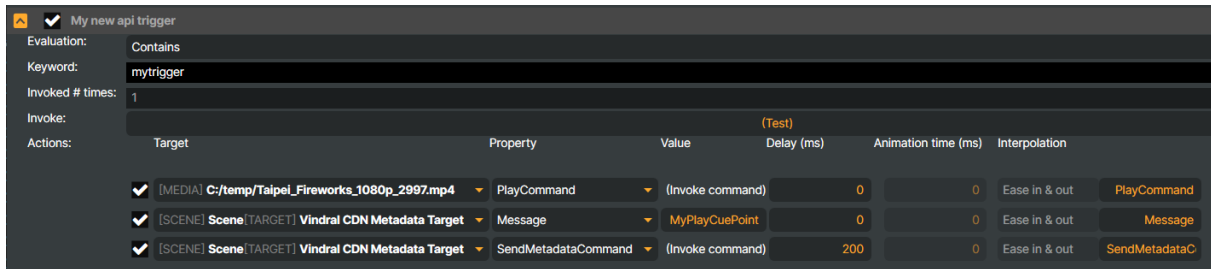 My new api trigger
Evaluation: Contains
Keyword: mytrigger
Invoked # times: 1
Invoke: (Test)
Actions: Target Property Value Delay (ms) Animation time (ms) Interpolation
[MEDIA] C:/temp/Taipei_Fireworks_1080p_2997.mp4 PlayCommand (Invoke command) 0 0 Ease in & out PlayCommand
[SCENE] Scene[TARGET] Vindral CDN Metadata Target Message MyPlayCuePoint 0 0 Ease in & out Message
[SCENE] Scene[TARGET] Vindral CDN Metadata Target SendMetadataCommand (Invoke command) 200 0 Ease in & out SendMetadataC